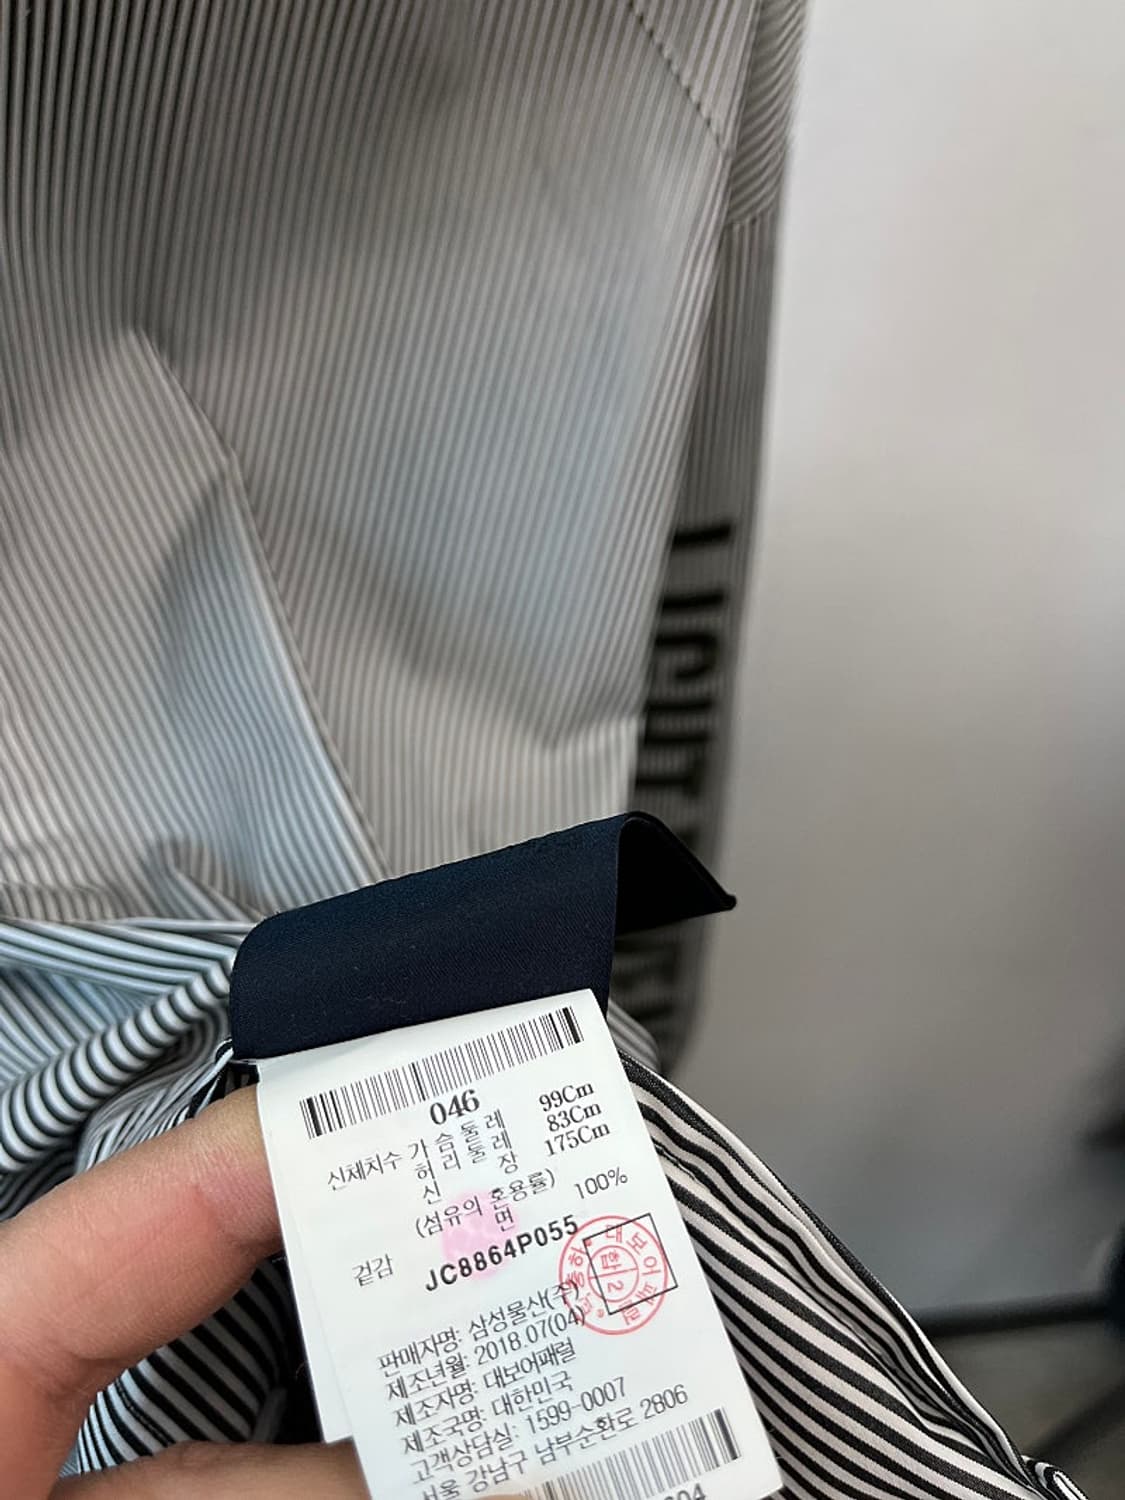 LIGHT
046
신체치수 가슴둘레 99Cm
허리둘레 83Cm
신장 175Cm
(섬유의 혼용률)
겉감 면 100%
JC8864P055
합
2
판매자명: 삼성물산(주)
제조년월: 2018.07(04)
제조자명: 대보어패럴
제조국명: 대한민국
고객상담실: 1599-0007
서울 강남구 남부순환로 2806